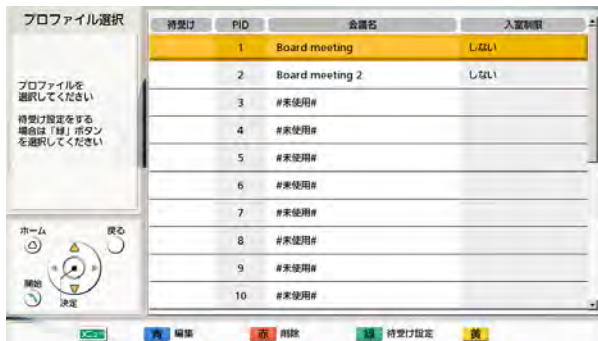 プロファイル選択
プロファイルを
選択してください
待受け設定をする
場合は「緑」ボタン
を選択してください
ホーム
戻る
開始
決定
待受け PID 会議名 入室制限
1 Board meeting しない
2 Board meeting 2 しない
3 #未使用#
4 #未使用#
5 #未使用#
6 #未使用#
7 #未使用#
8 #未使用#
9 #未使用#
10 #未使用#
メニュー 青 編集 赤 削除 緑 待受け設定 黄